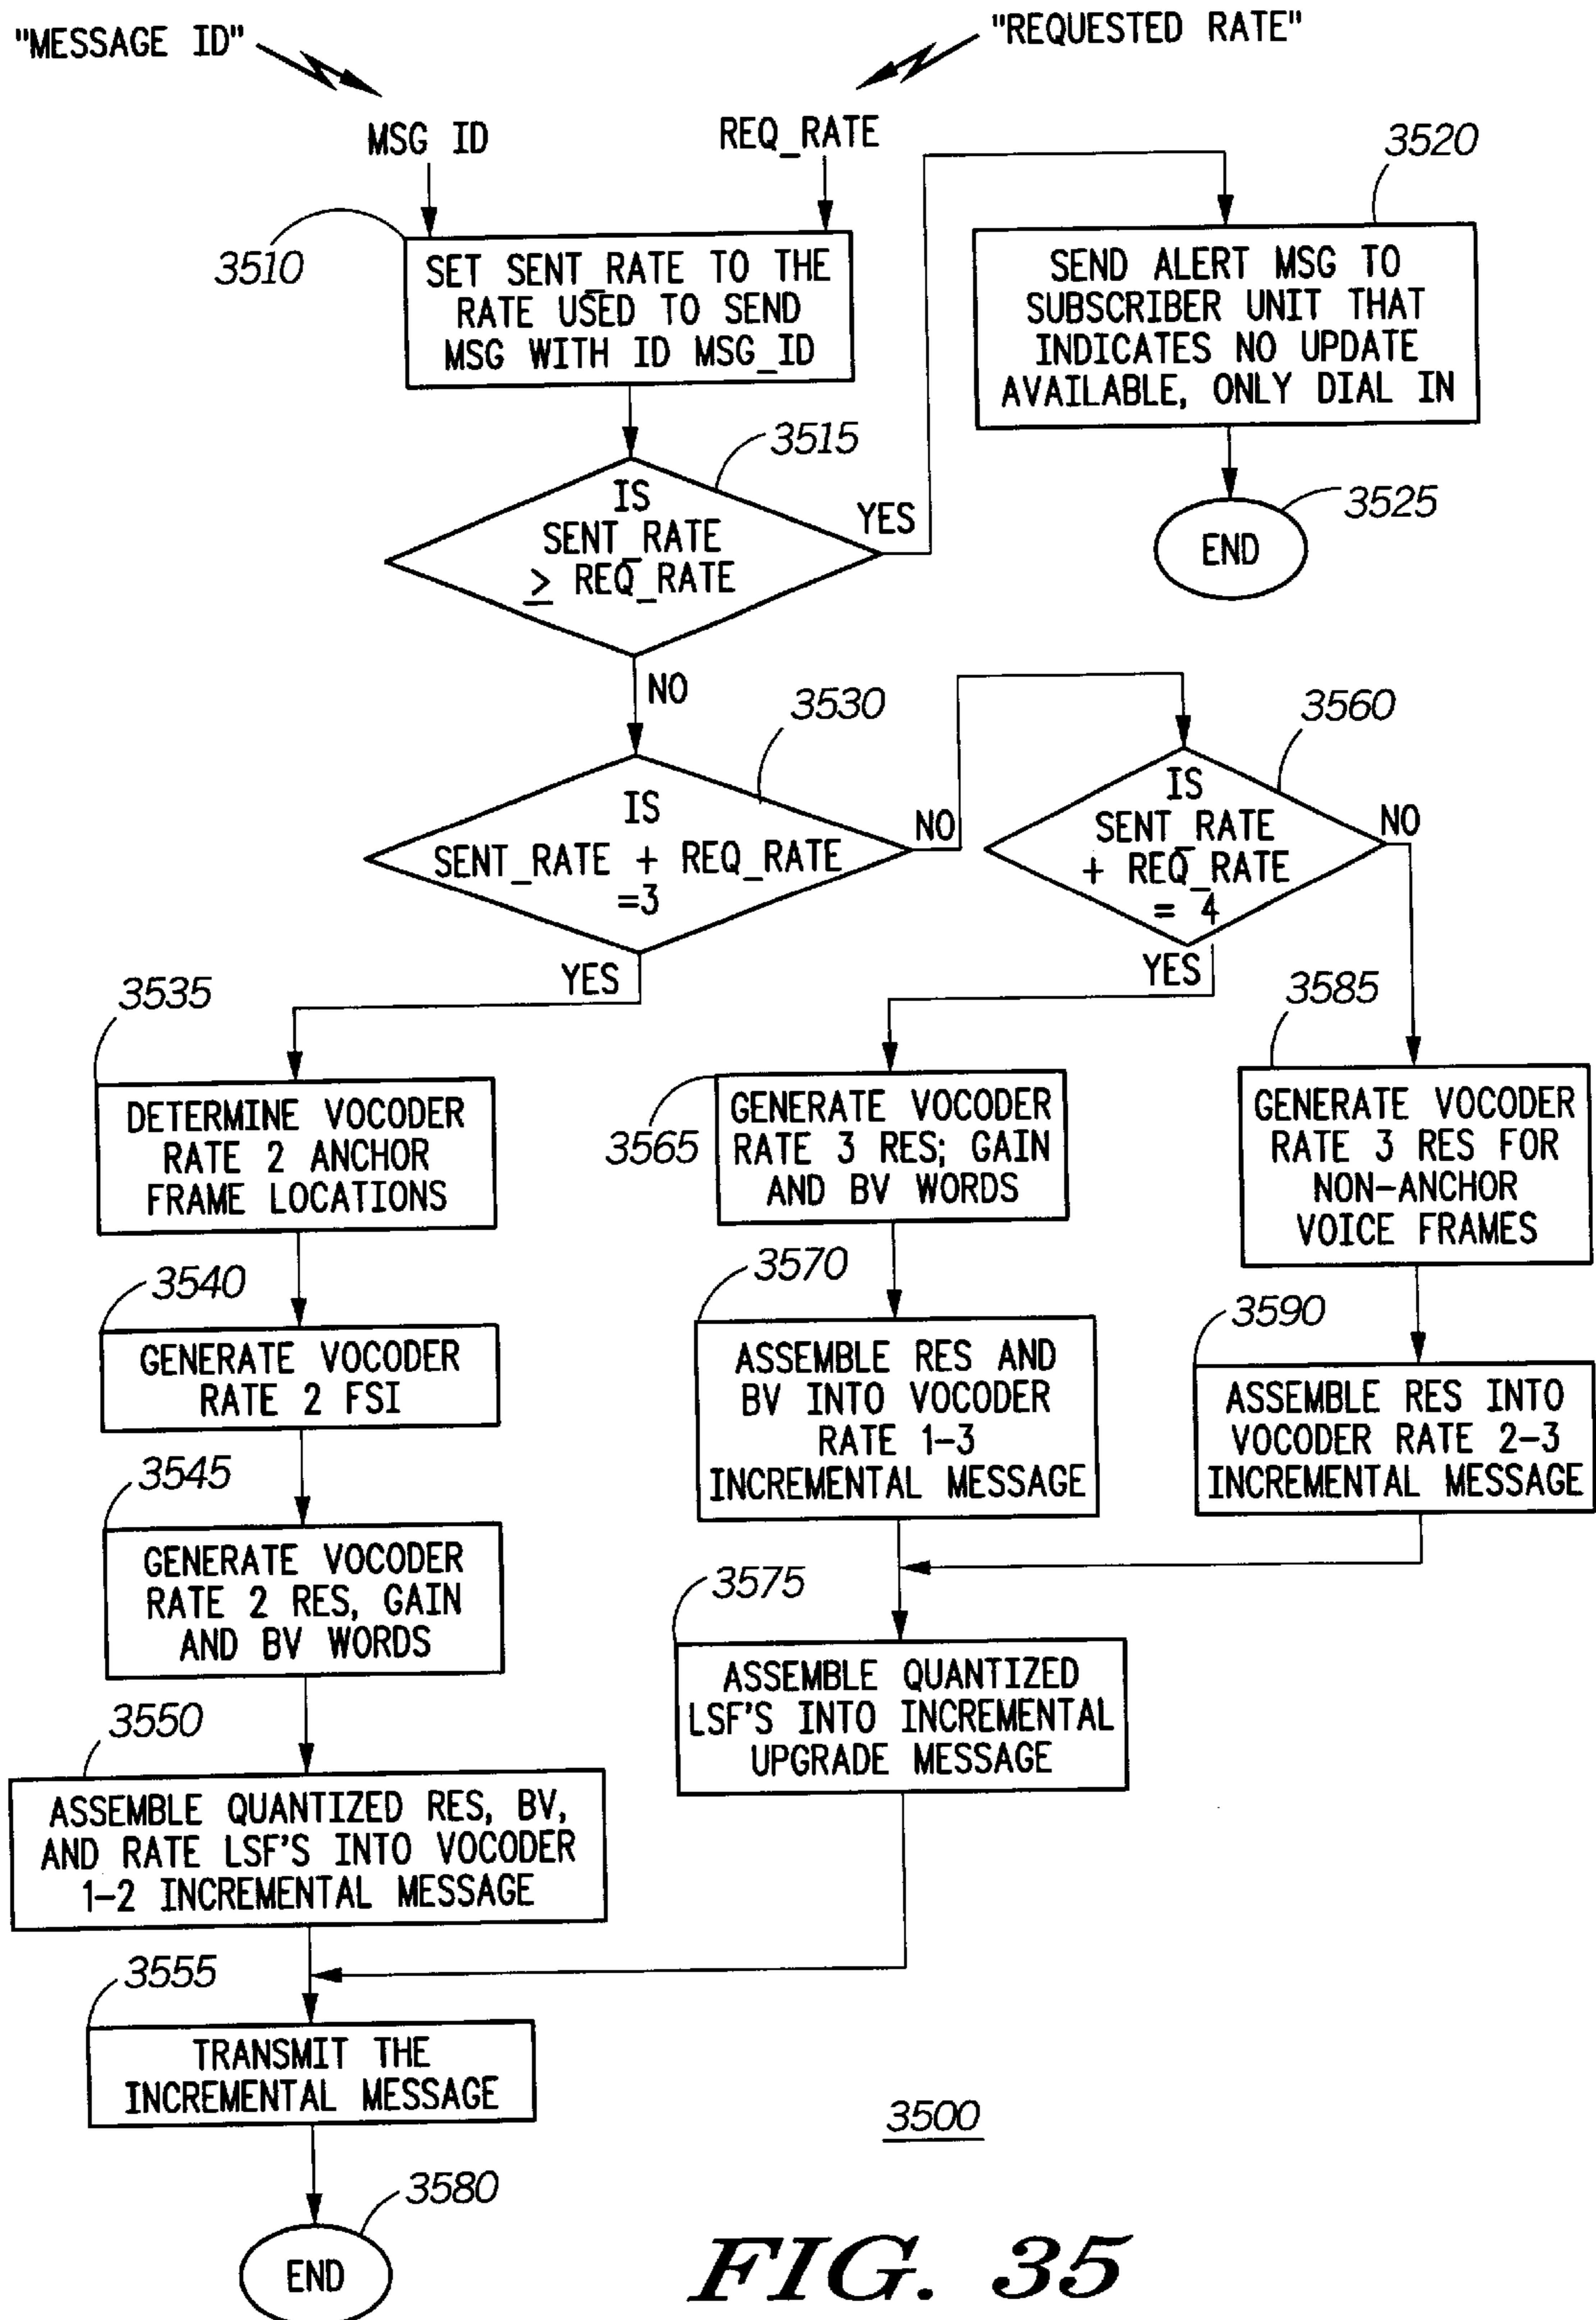 "MESSAGE ID"
"REQUESTED RATE"
MSG ID
REQ_RATE
3510
SET SENT_RATE TO THE
RATE USED TO SEND
MSG WITH ID MSG_ID
3520
SEND ALERT MSG TO
SUBSCRIBER UNIT THAT
INDICATES NO UPDATE
AVAILABLE, ONLY DIAL IN
3515
IS
SENT_RATE
≥ REQ_RATE
YES
3525
END
NO
3530
IS
SENT_RATE + REQ_RATE
=3
NO
3560
IS
SENT_RATE
+ REQ_RATE
= 4
NO
YES
YES
3535
DETERMINE VOCODER
RATE 2 ANCHOR
FRAME LOCATIONS
3565
GENERATE VOCODER
RATE 3 RES; GAIN
AND BV WORDS
3585
GENERATE VOCODER
RATE 3 RES FOR
NON-ANCHOR
VOICE FRAMES
3540
GENERATE VOCODER
RATE 2 FSI
3570
ASSEMBLE RES AND
BV INTO VOCODER
RATE 1-3
INCREMENTAL MESSAGE
3590
ASSEMBLE RES INTO
VOCODER RATE 2-3
INCREMENTAL MESSAGE
3545
GENERATE VOCODER
RATE 2 RES, GAIN
AND BV WORDS
3575
ASSEMBLE QUANTIZED
LSF'S INTO INCREMENTAL
UPGRADE MESSAGE
3550
ASSEMBLE QUANTIZED RES, BV,
AND RATE LSF'S INTO VOCODER
1-2 INCREMENTAL MESSAGE
3555
TRANSMIT THE
INCREMENTAL MESSAGE
3500
3580
END
FIG. 35